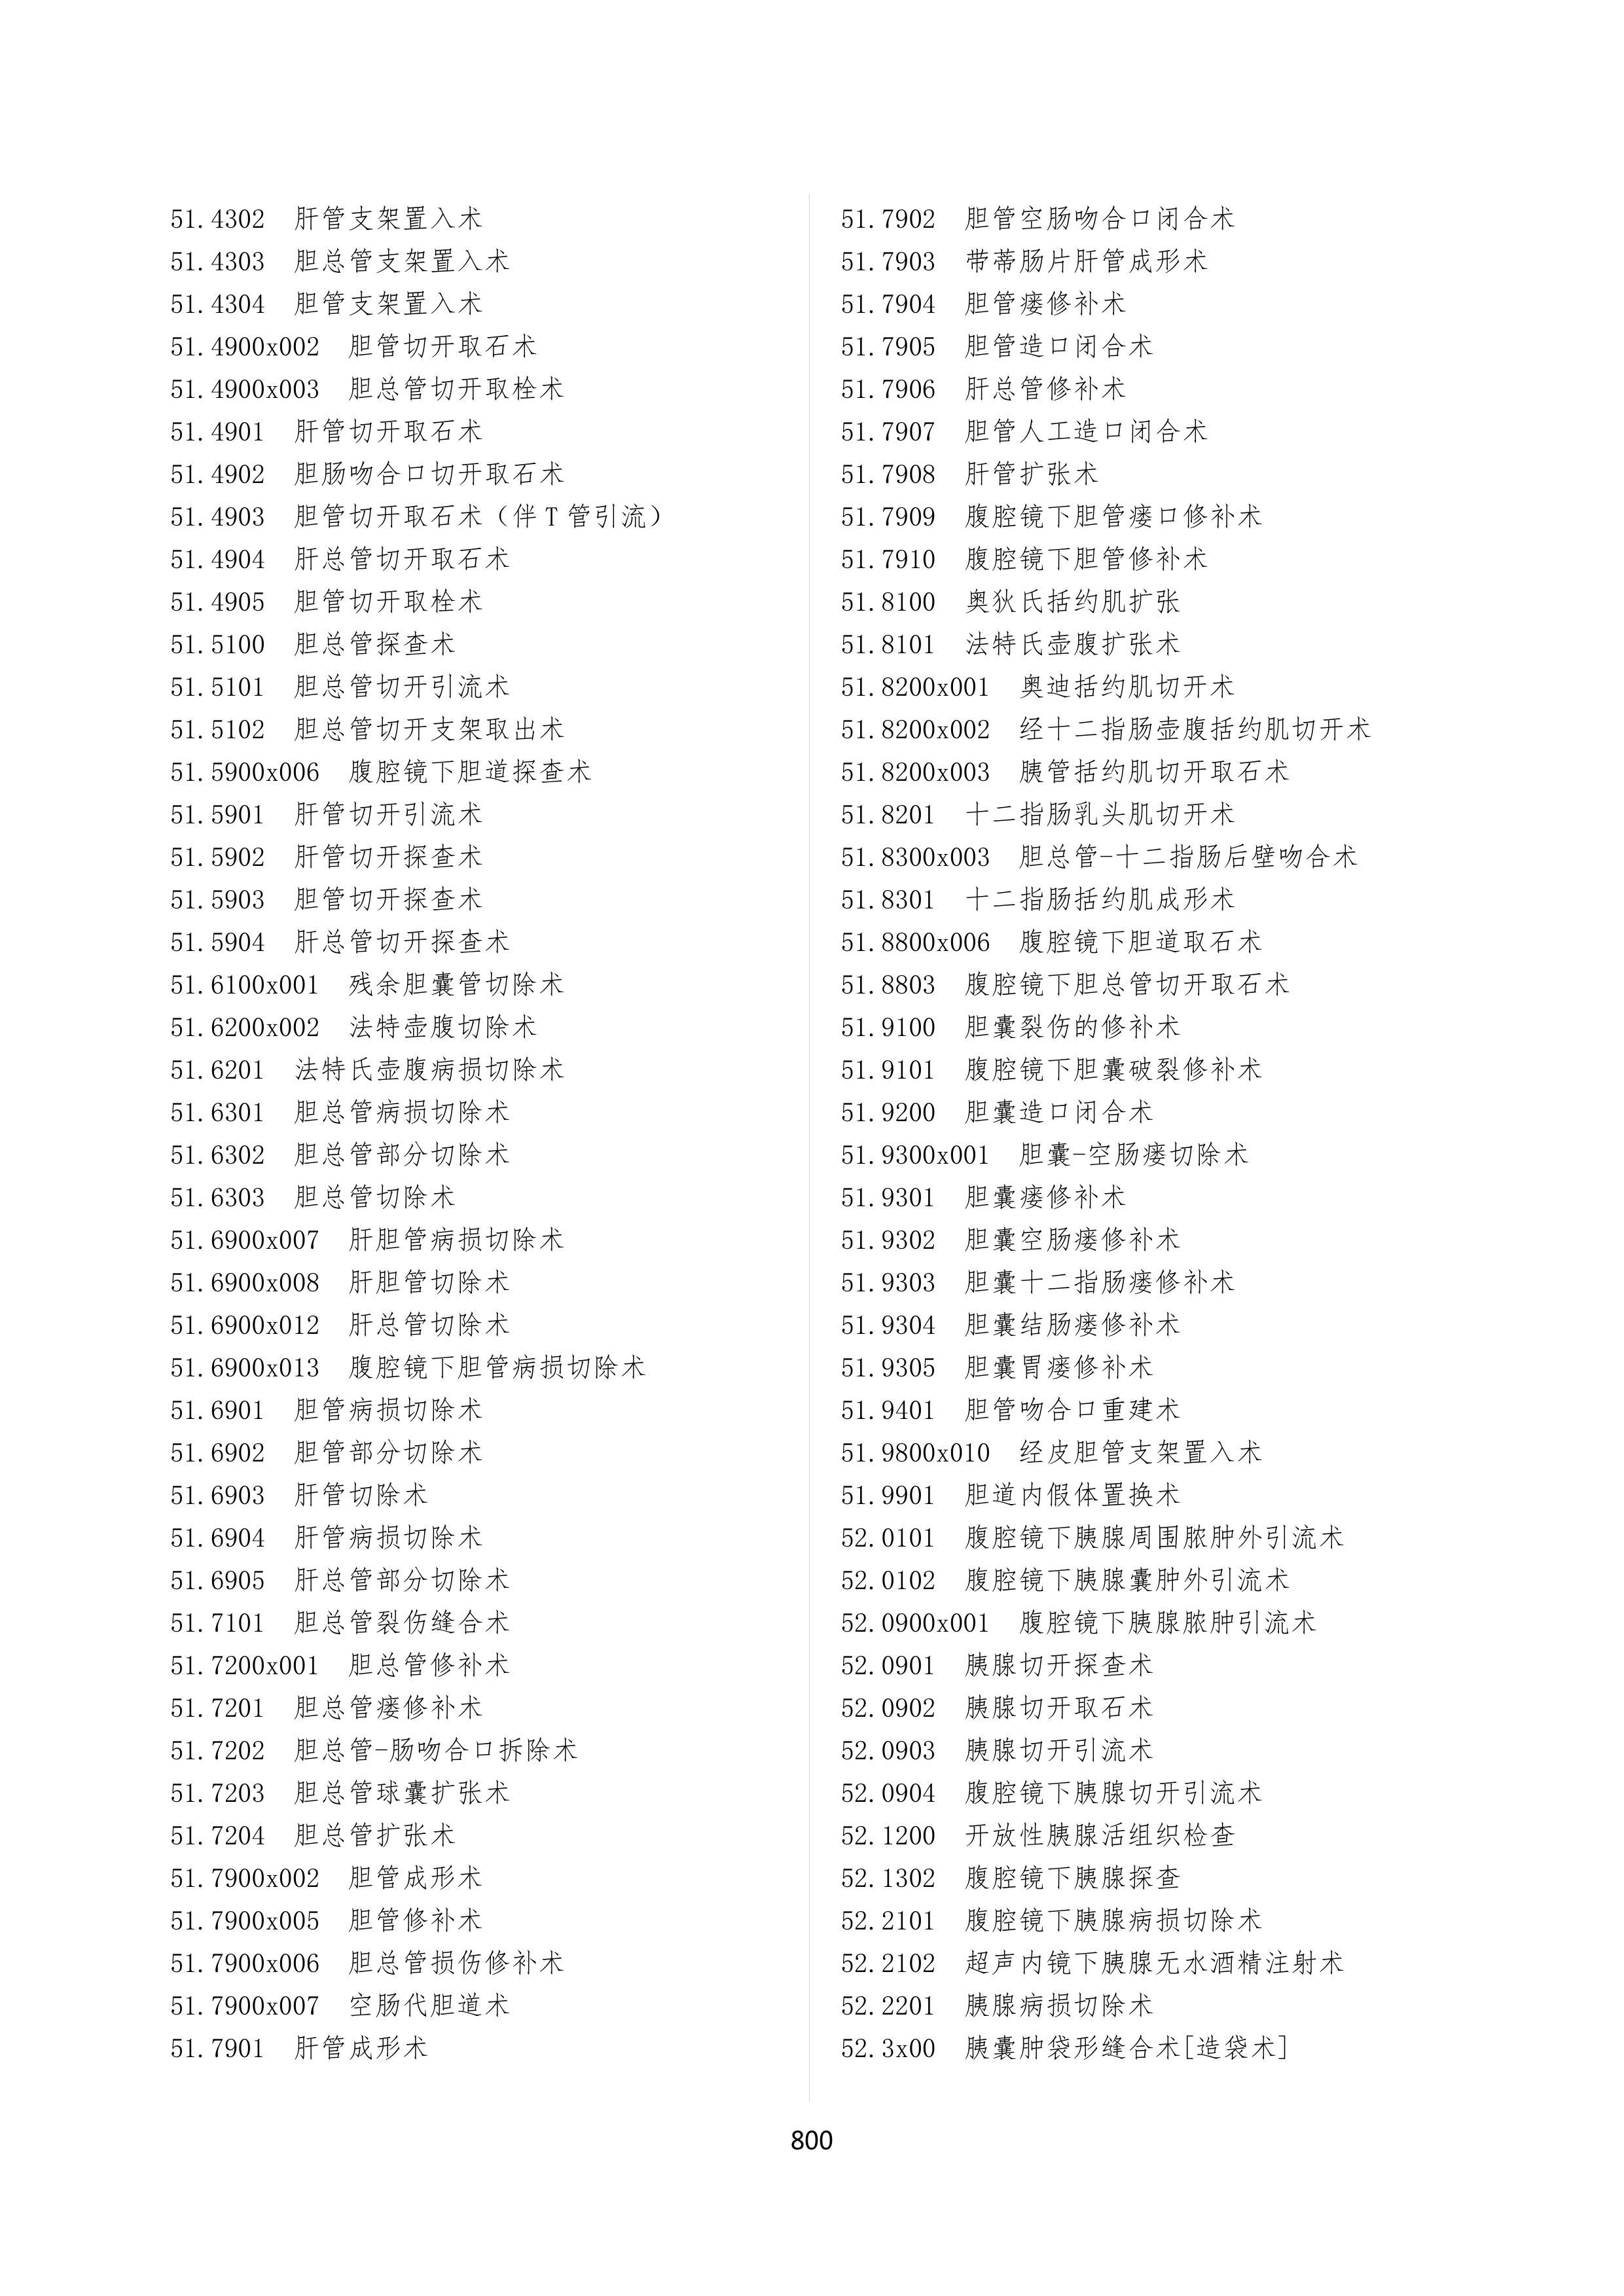 51.4302 肝管支架置入术
51.4303 胆总管支架置入术
51.4304 胆管支架置入术
51.4900x002 胆管切开取石术
51.4900x003 胆总管切开取栓术
51.4901 肝管切开取石术
51.4902 胆肠吻合口切开取石术
51.4903 胆管切开取石术（伴 T 管引流）
51.4904 肝总管切开取石术
51.4905 胆管切开取栓术
51.5100 胆总管探查术
51.5101 胆总管切开引流术
51.5102 胆总管切开支架取出术
51.5900x006 腹腔镜下胆道探查术
51.5901 肝管切开引流术
51.5902 肝管切开探查术
51.5903 胆管切开探查术
51.5904 肝总管切开探查术
51.6100x001 残余胆囊管切除术
51.6200x002 法特壶腹切除术
51.6201 法特氏壶腹病损切除术
51.6301 胆总管病损切除术
51.6302 胆总管部分切除术
51.6303 胆总管切除术
51.6900x007 肝胆管病损切除术
51.6900x008 肝胆管切除术
51.6900x012 肝总管切除术
51.6900x013 腹腔镜下胆管病损切除术
51.6901 胆管病损切除术
51.6902 胆管部分切除术
51.6903 肝管切除术
51.6904 肝管病损切除术
51.6905 肝总管部分切除术
51.7101 胆总管裂伤缝合术
51.7200x001 胆总管修补术
51.7201 胆总管瘘修补术
51.7202 胆总管-肠吻合口拆除术
51.7203 胆总管球囊扩张术
51.7204 胆总管扩张术
51.7900x002 胆管成形术
51.7900x005 胆管修补术
51.7900x006 胆总管损伤修补术
51.7900x007 空肠代胆道术
51.7901 肝管成形术
51.7902 胆管空肠吻合口闭合术
51.7903 带蒂肠片肝管成形术
51.7904 胆管瘘修补术
51.7905 胆管造口闭合术
51.7906 肝总管修补术
51.7907 胆管人工造口闭合术
51.7908 肝管扩张术
51.7909 腹腔镜下胆管瘘口修补术
51.7910 腹腔镜下胆管修补术
51.8100 奥狄氏括约肌扩张
51.8101 法特氏壶腹扩张术
51.8200x001 奥迪括约肌切开术
51.8200x002 经十二指肠壶腹括约肌切开术
51.8200x003 胰管括约肌切开取石术
51.8201 十二指肠乳头肌切开术
51.8300x003 胆总管-十二指肠后壁吻合术
51.8301 十二指肠括约肌成形术
51.8800x006 腹腔镜下胆道取石术
51.8803 腹腔镜下胆总管切开取石术
51.9100 胆囊裂伤的修补术
51.9101 腹腔镜下胆囊破裂修补术
51.9200 胆囊造口闭合术
51.9300x001 胆囊-空肠瘘切除术
51.9301 胆囊瘘修补术
51.9302 胆囊空肠瘘修补术
51.9303 胆囊十二指肠瘘修补术
51.9304 胆囊结肠瘘修补术
51.9305 胆囊胃瘘修补术
51.9401 胆管吻合口重建术
51.9800x010 经皮胆管支架置入术
51.9901 胆道内假体置换术
52.0101 腹腔镜下胰腺周围脓肿外引流术
52.0102 腹腔镜下胰腺囊肿外引流术
52.0900x001 腹腔镜下胰腺脓肿引流术
52.0901 胰腺切开探查术
52.0902 胰腺切开取石术
52.0903 胰腺切开引流术
52.0904 腹腔镜下胰腺切开引流术
52.1200 开放性胰腺活组织检查
52.1302 腹腔镜下胰腺探查
52.2101 腹腔镜下胰腺病损切除术
52.2102 超声内镜下胰腺无水酒精注射术
52.2201 胰腺病损切除术
52.3x00 胰囊肿袋形缝合术[造袋术]
800